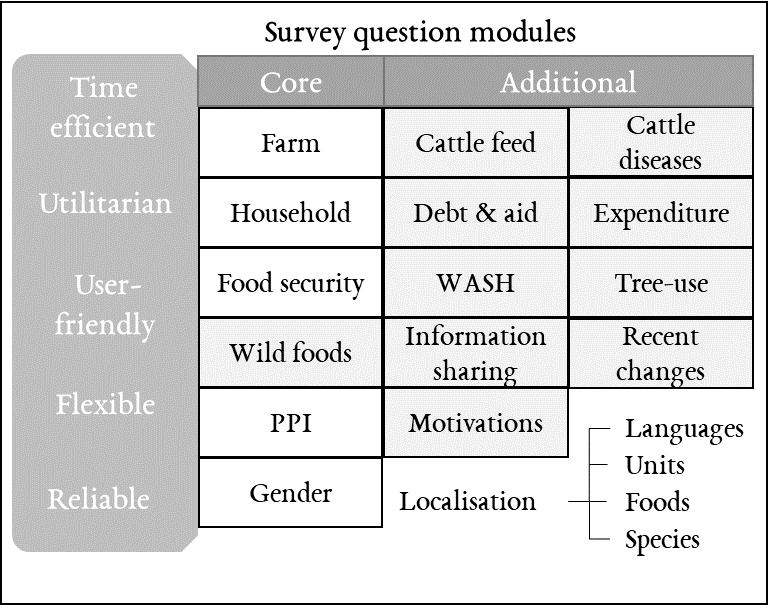 Survey question modules
Time
efficient
Utilitarian
User-
friendly
Flexible
Reliable
Core
Additional
Farm
Cattle feed
Cattle
diseases
Household
Debt & aid
Expenditure
Food security
WASH
Tree-use
Wild foods
Information
sharing
Recent
changes
PPI
Motivations
Gender
Localisation
Languages
Units
Foods
Species